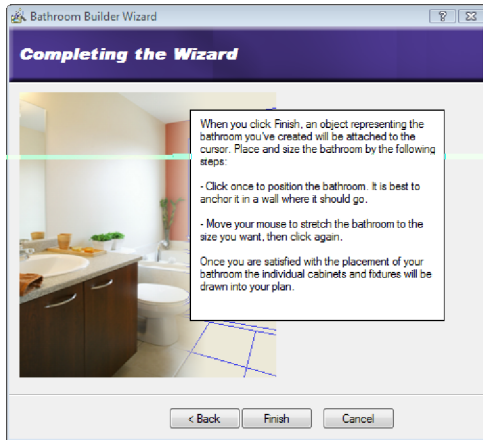 Bathroom Builder Wizard
Completing the Wizard
When you click Finish, an object representing the
bathroom you've created will be attached to the
cursor. Place and size the bathroom by the following
steps:
- Click once to position the bathroom. It is best to
anchor it in a wall where it should go.
- Move your mouse to stretch the bathroom to the
size you want, then click again.
Once you are satisfied with the placement of your
bathroom the individual cabinets and fixtures will be
drawn into your plan.
< Back Finish Cancel